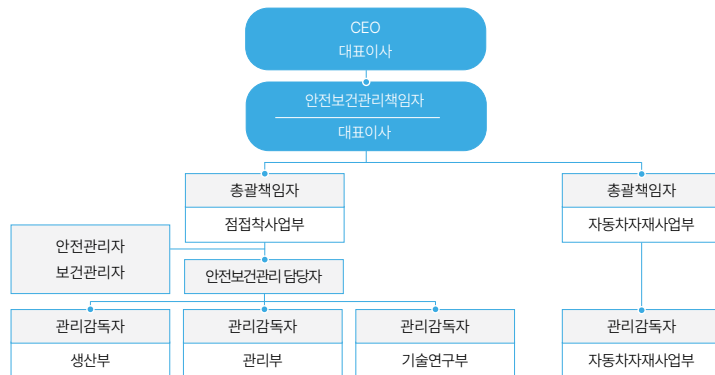 CEO
대표이사
안전보건관리책임자
대표이사
총괄책임자
점접착사업부
총괄책임자
자동차자재사업부
안전관리자
보건관리자
안전보건관리 담당자
관리감독자
생산부
관리감독자
관리부
관리감독자
기술연구부
관리감독자
자동차자재사업부